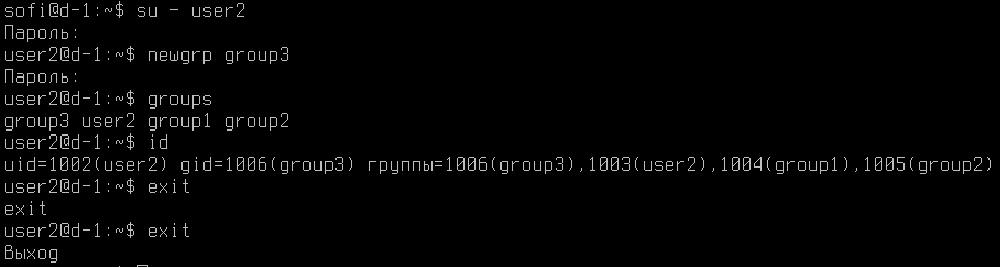 sofi@d-1:~$ su - user2
Пароль:
user2@d-1:~$ newgrp group3
Пароль:
user2@d-1:~$ groups
group3 user2 group1 group2
user2@d-1:~$ id
uid=1002(user2) gid=1006(group3) группы=1006(group3),1003(user2),1004(group1),1005(group2)
user2@d-1:~$ exit
exit
user2@d-1:~$ exit
Выход